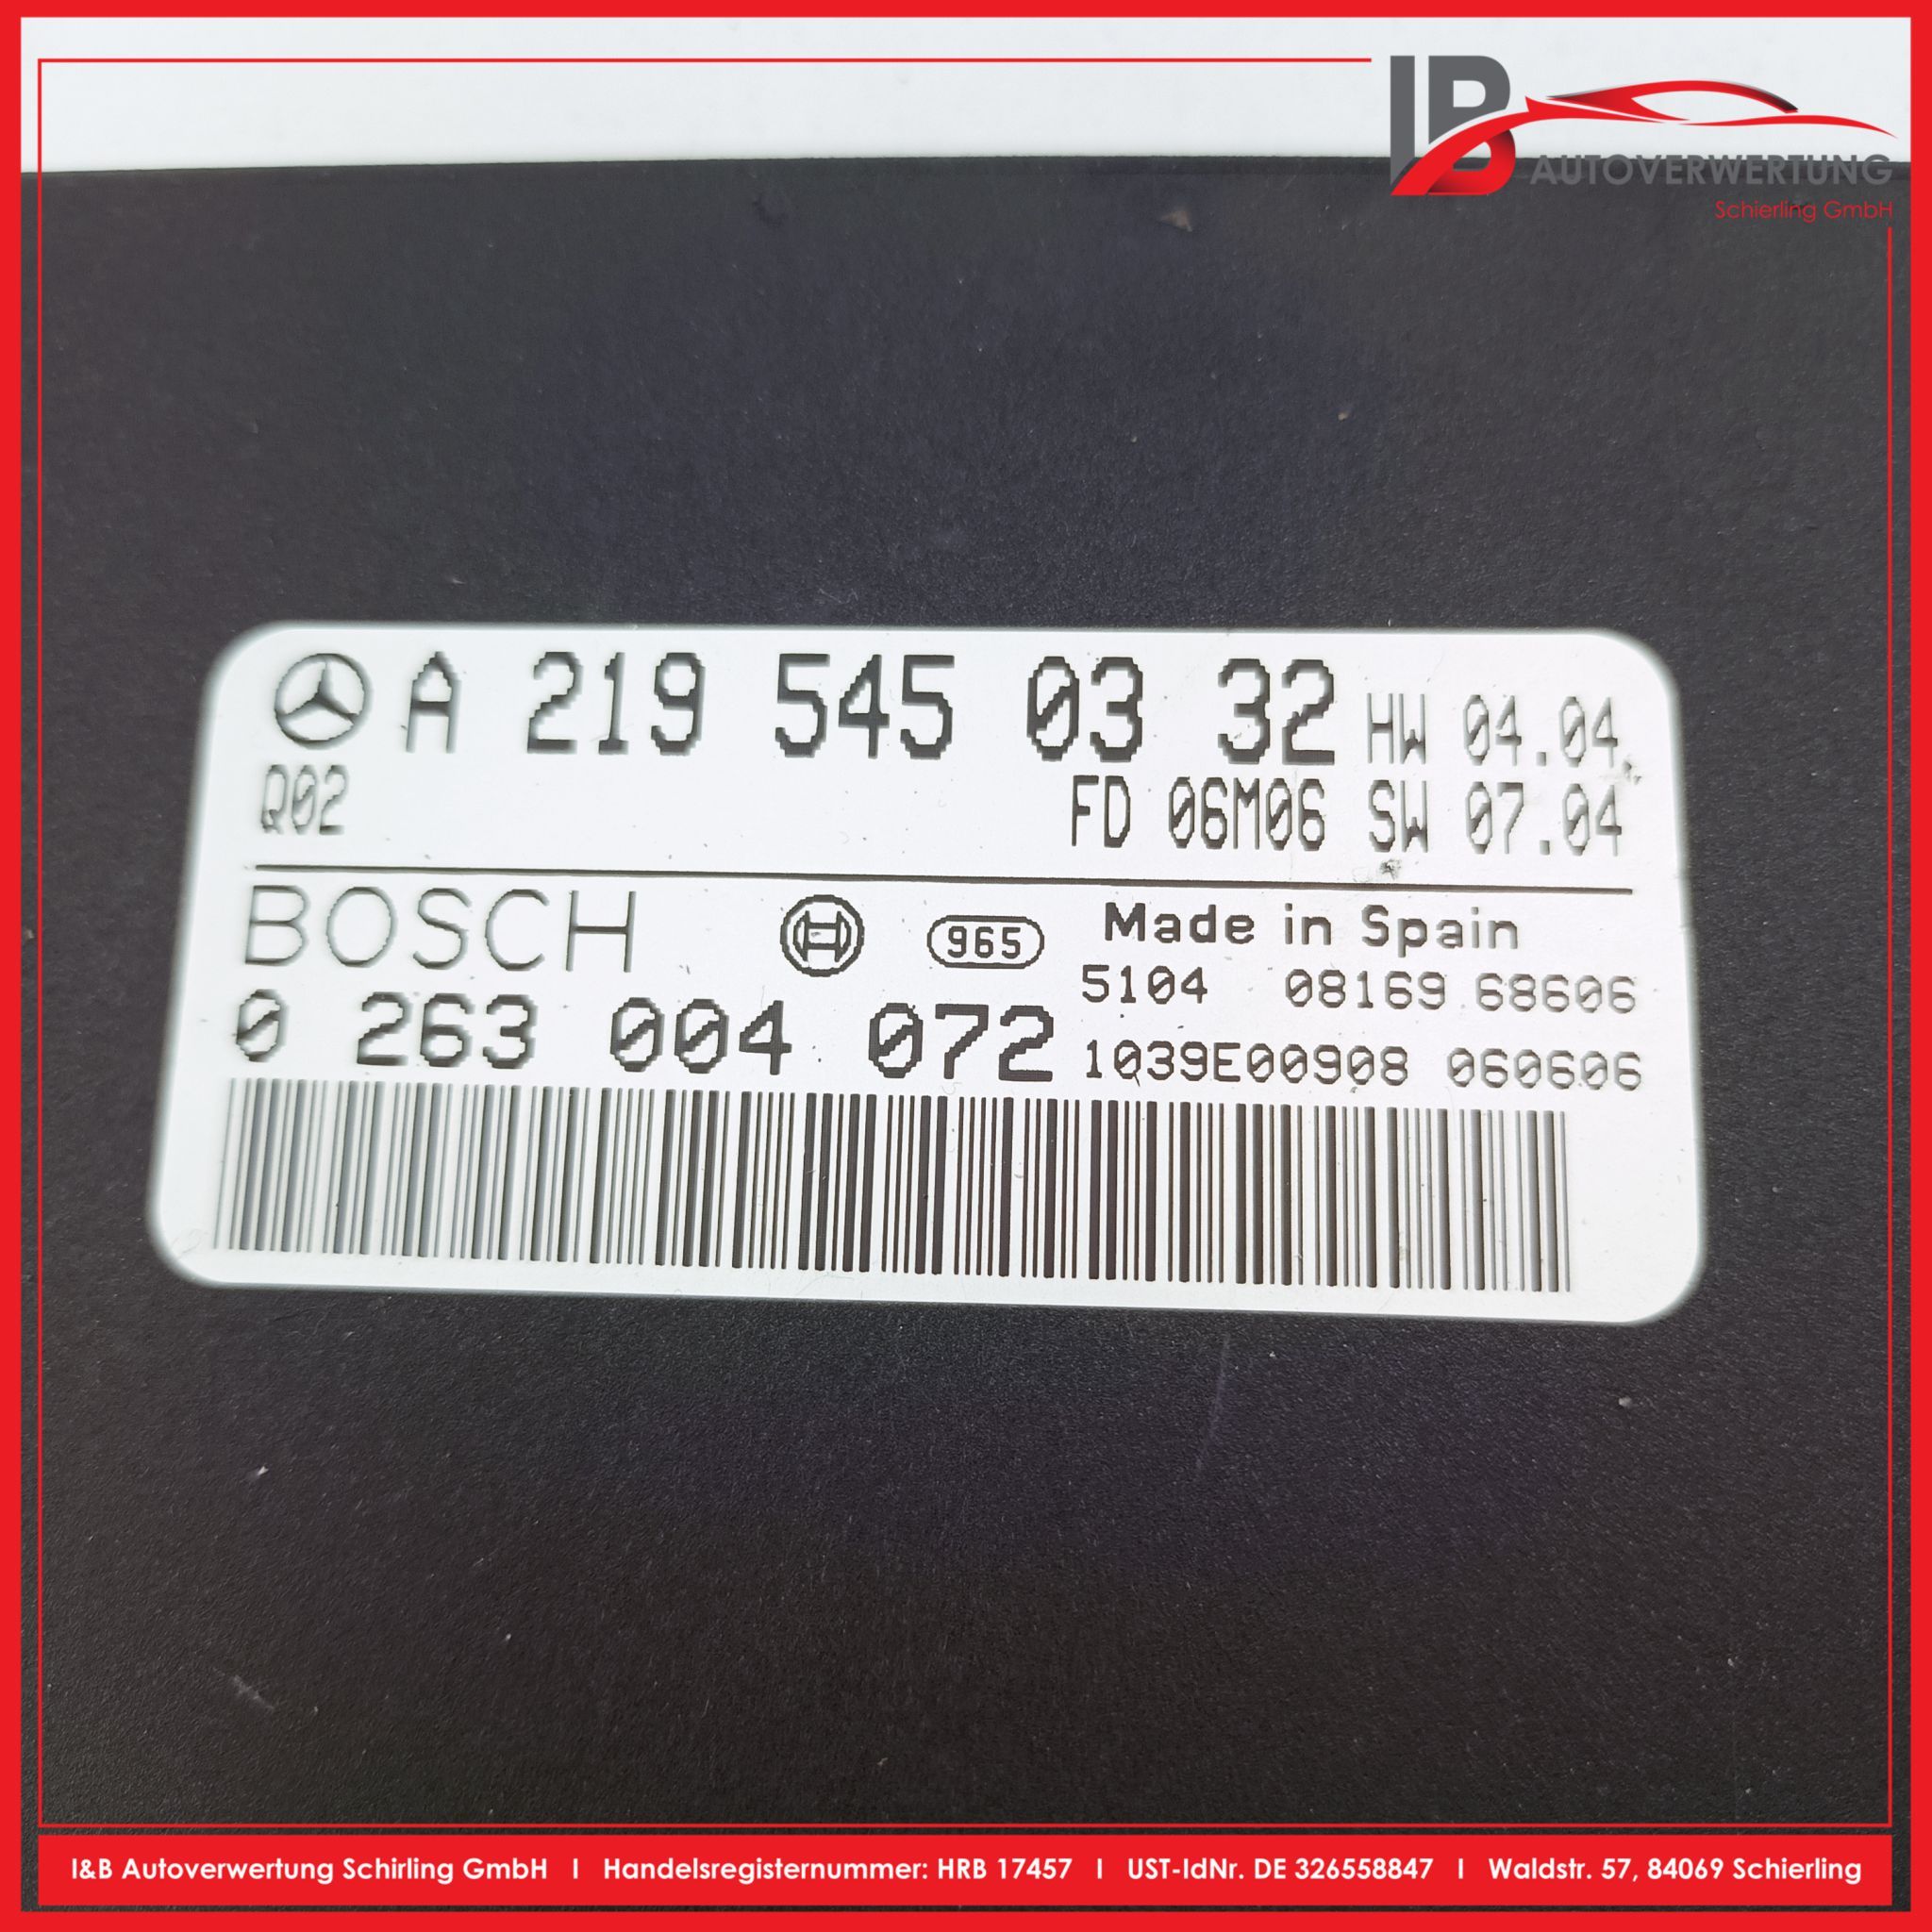 IB
AUTOVERWERTUNG
Schierling GmbH
A 219 545 03 32 HW 04.04
Q02 FD 06M06 SW 07.04
BOSCH 965 Made in Spain
5104 08169 68606
0 263 004 072 1039E00908 060606
I&B Autoverwertung Schirling GmbH I Handelsregisternummer: HRB 17457 I UST-IdNr. DE 326558847 I Waldstr. 57, 84069 Schierling